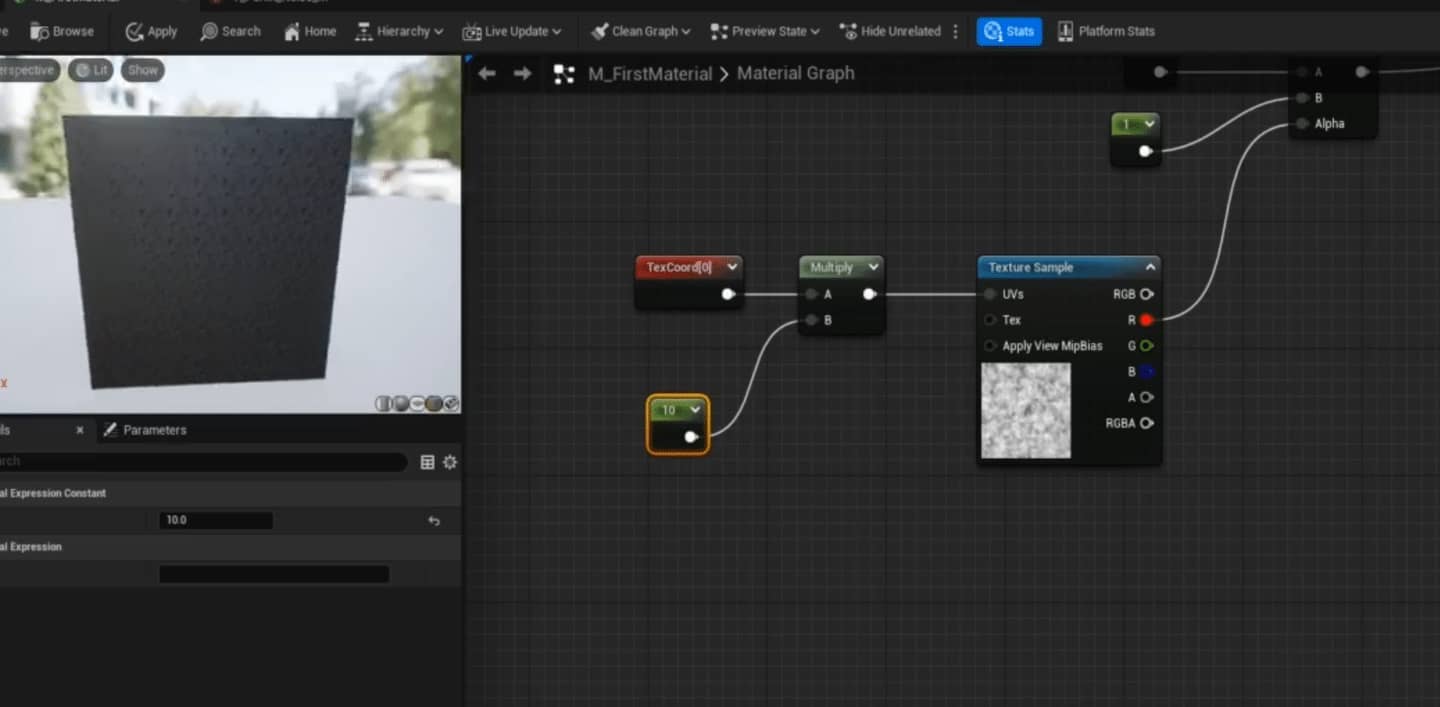 Browse Apply Search Home Hierarchy Live Update Clean Graph Preview State Hide Unrelated Stats Platform Stats
erspective Lit Show
M_FirstMaterial > Material Graph
A
B
Alpha
1
TexCoord[0] Multiply Texture Sample
A UVs RGB
B Tex R
Apply View MipBias G
B
A
RGBA
10
x
ls × Parameters
arch
al Expression Constant
10.0
al Expression